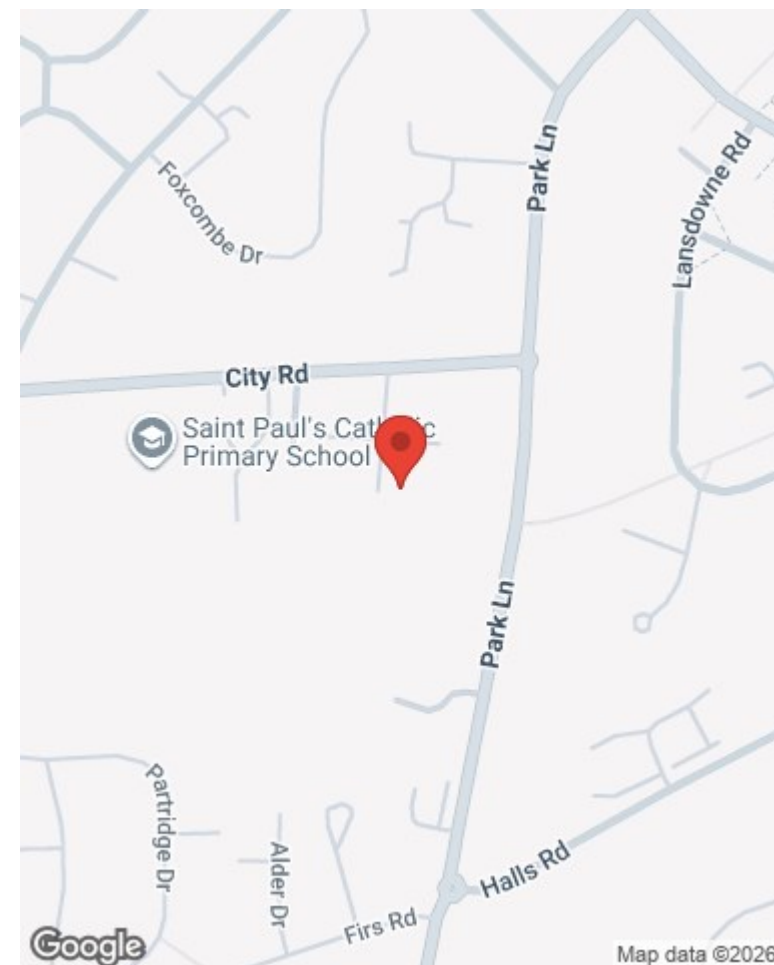 Park Ln
Lansdowne Rd
Foxcombe Dr
City Rd
Saint Paul's Catholic
Primary School
Park Ln
Partridge Dr
Alder Dr
Halls Rd
Firs Rd
Google
Map data ©2026